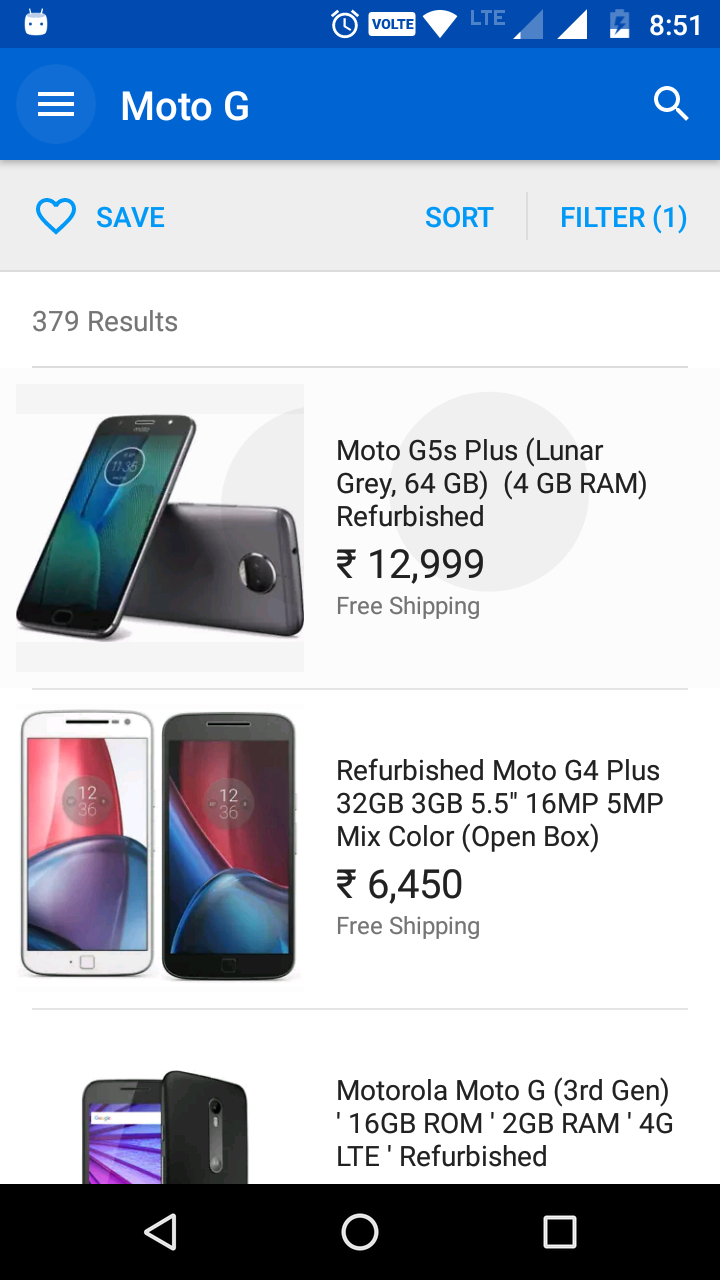 VOLTE LTE 8:51
Moto G
SAVE SORT FILTER (1)
379 Results
11:35
moto
Moto G5s Plus (Lunar
Grey, 64 GB)  (4 GB RAM)
Refurbished
₹ 12,999
Free Shipping
12 12
36 36
Refurbished Moto G4 Plus
32GB 3GB 5.5" 16MP 5MP
Mix Color (Open Box)
₹ 6,450
Free Shipping
Google
Motorola Moto G (3rd Gen)
' 16GB ROM ' 2GB RAM ' 4G
LTE ' Refurbished